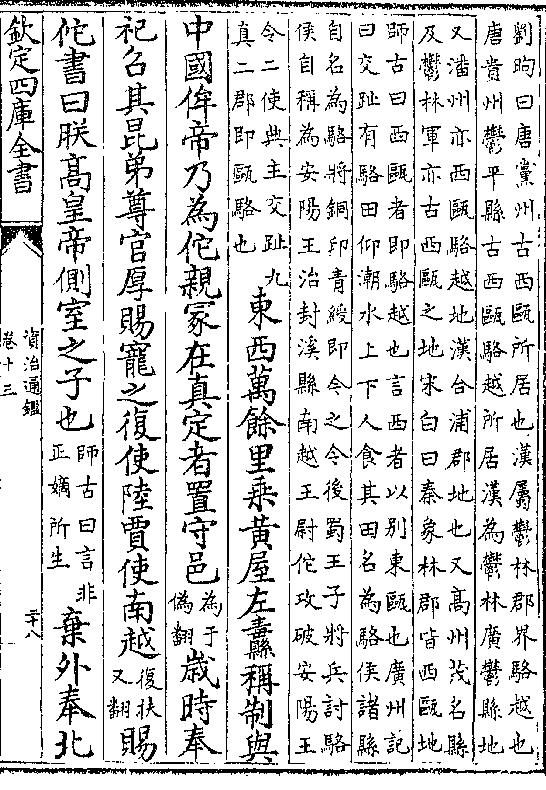 劉昫曰唐黨州古西甌所居也漢屬鬱林郡界駱越也
唐貴州鬱平縣古西甌駱越所居漢為鬱林廣鬱縣地
又潘州亦西甌駱越地漢合浦郡地也又髙州茂名縣
及鬱林軍亦古西甌之地宋白曰秦象林郡皆西甌地
師古曰西甌者即駱越也言西者以别東甌也廣州記
曰交趾有駱田仰潮水上下人食其田名為駱侯諸縣
自名為駱將銅印青綬即今之令後蜀王子將兵討駱
侯自稱為安陽王治封溪縣南越王尉佗攻破安陽王
令二使典主交趾九
真二郡即甌駱也
東西萬餘里乘黄屋左纛稱制與
中國侔帝乃為佗親冢在真定者置守邑
為于
偽翻
歲時奉
祀召其昆弟尊官厚賜寵之復使陸賈使南越
復扶
又翻
賜
佗書曰朕髙皇帝側室之子也
師古曰言非
正嫡所生
棄外奉北
欽定四庫全書
資治通鑑
卷十三
二十八